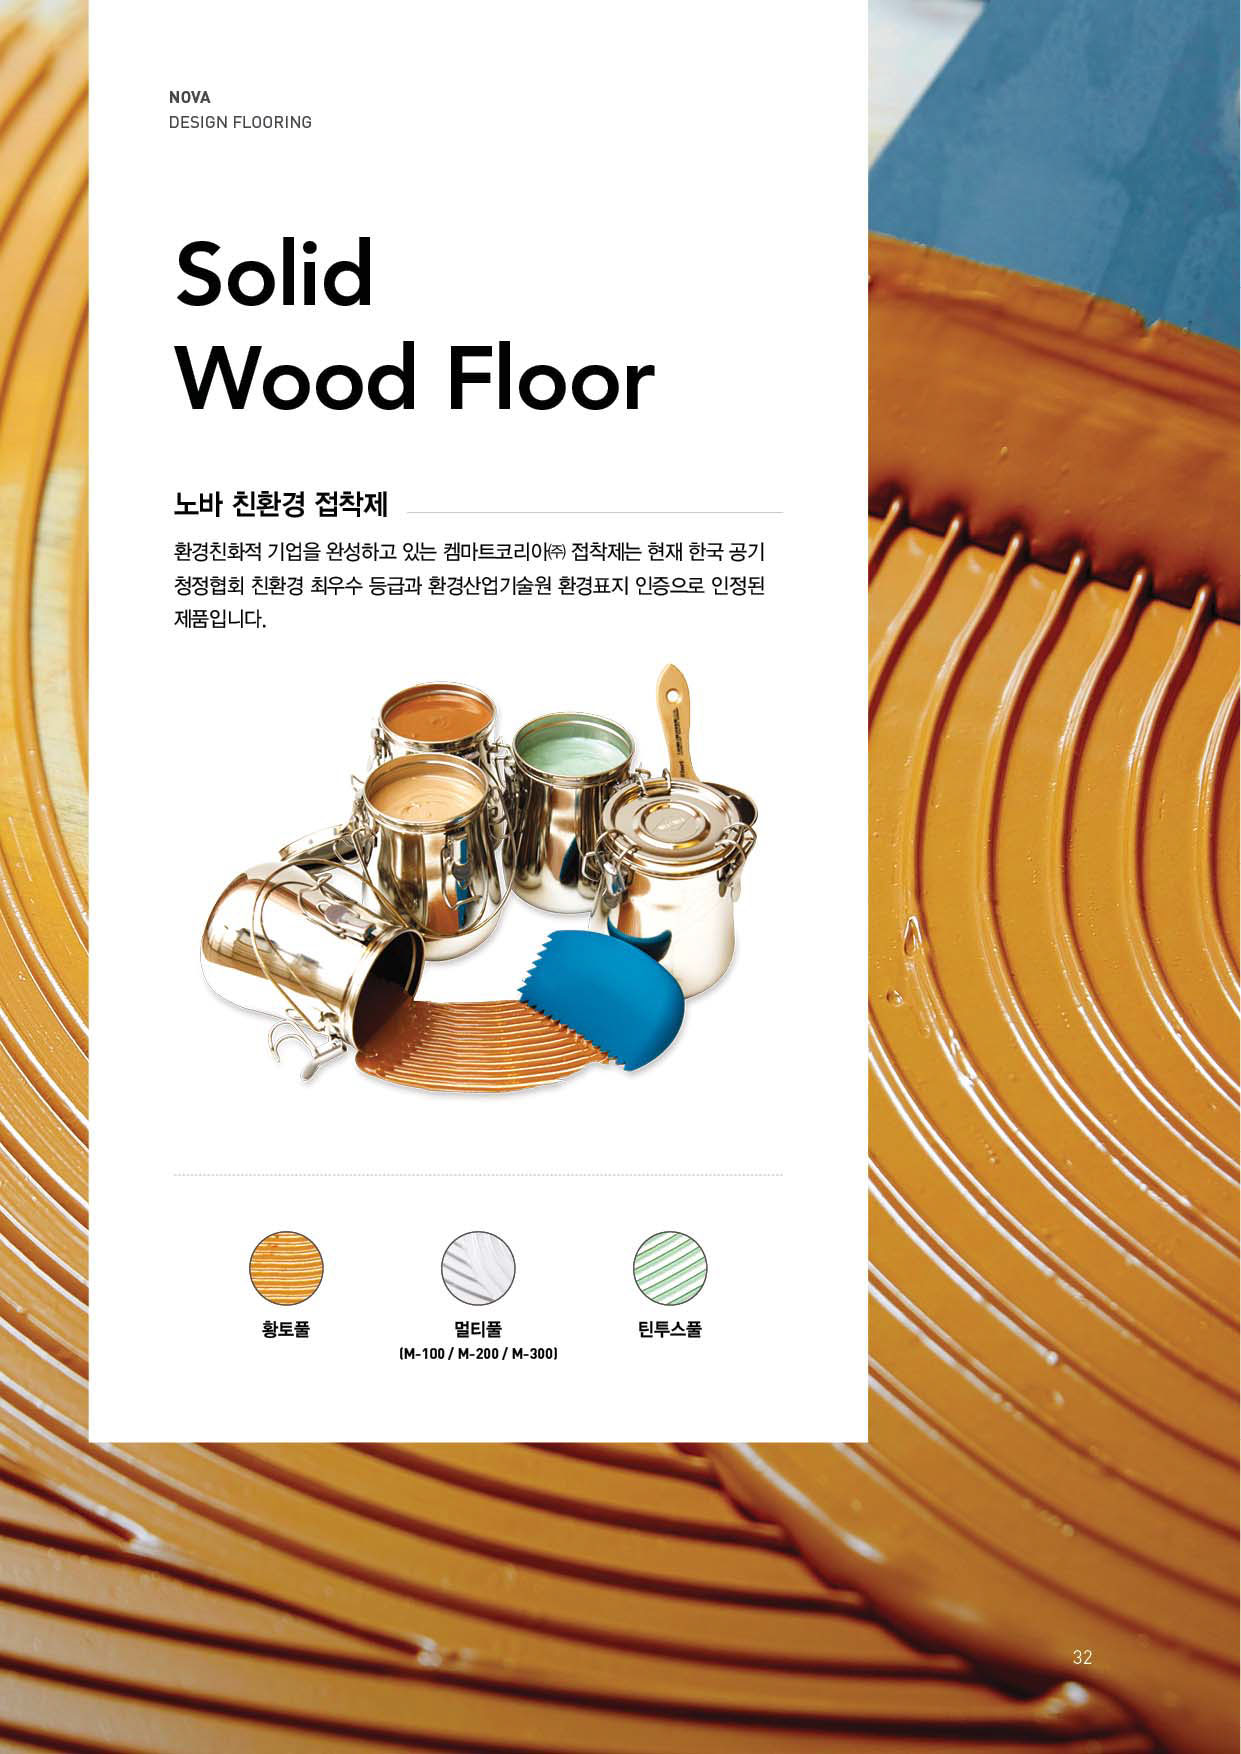 NOVA
DESIGN FLOORING
Solid
Wood Floor
노바 친환경 접착제
환경친화적 기업을 완성하고 있는 켐마트코리아㈜ 접착제는 현재 한국 공기
청정협회 친환경 최우수 등급과 환경산업기술원 환경표지 인증으로 인정된
제품입니다.
황토풀
멀티풀
틴투스풀
(M-100 / M-200 / M-300)
32